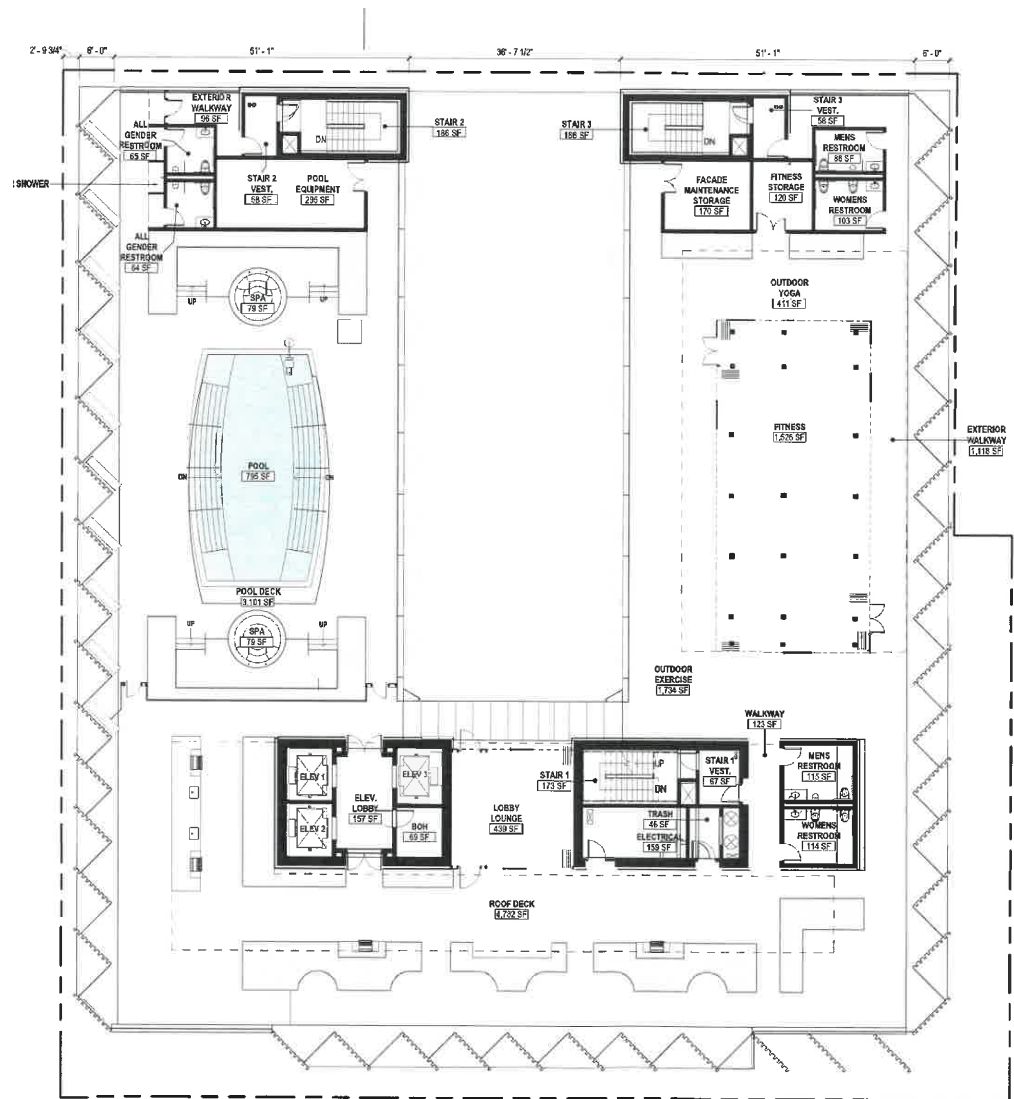 2' - 9 3/4"
6' - 0"
51' - 1"
36' - 7 1/2"
51' - 1"
6' - 0"
EXTERIOR
WALKWAY
96 SF
ALL
GENDER
RESTROOM
65 SF
SHOWER
STAIR 2
VEST.
58 SF
POOL
EQUIPMENT
296 SF
DN
STAIR 2
186 SF
ALL
GENDER
RESTROOM
64 SF
STAIR 3
186 SF
DN
STAIR 3
VEST.
58 SF
MENS
RESTROOM
88 SF
FACADE
MAINTENANCE
STORAGE
170 SF
FITNESS
STORAGE
120 SF
WOMENS
RESTROOM
103 SF
UP
SPA
79 SF
UP
OUTDOOR
YOGA
411 SF
FITNESS
1,526 SF
EXTERIOR
WALKWAY
1,118 SF
DN
POOL
795 SF
DN
POOL DECK
3,101 SF
UP
SPA
79 SF
UP
OUTDOOR
EXERCISE
1,734 SF
WALKWAY
123 SF
ELEV 1
ELEV 2
ELEV.
LOBBY
157 SF
ELEV 3
BOH
69 SF
LOBBY
LOUNGE
439 SF
STAIR 1
173 SF
UP
DN
STAIR 1
VEST.
67 SF
TRASH
46 SF
ELECTRICAL
159 SF
MENS
RESTROOM
115 SF
WOMENS
RESTROOM
114 SF
ROOF DECK
4,732 SF